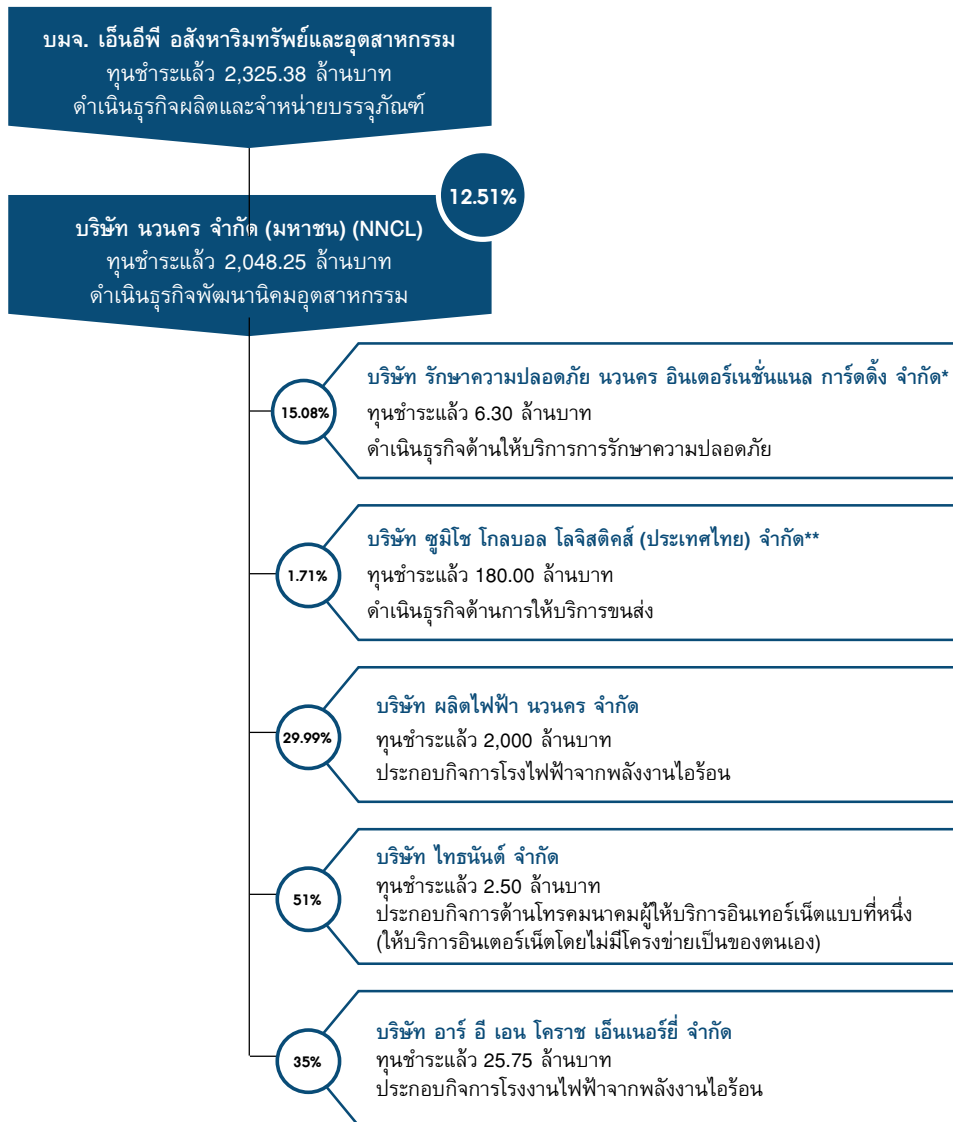 บมจ. เอ็นอีพี อสังหาริมทรัพย์และอุตสาหกรรม
ทุนชำระแล้ว 2,325.38 ล้านบาท
ดำเนินธุรกิจผลิตและจำหน่ายบรรจุภัณฑ์
12.51%
บริษัท นวนคร จำกัด (มหาชน) (NNCL)
ทุนชำระแล้ว 2,048.25 ล้านบาท
ดำเนินธุรกิจพัฒนานิคมอุตสาหกรรม
15.08%
บริษัท รักษาความปลอดภัย นวนคร อินเตอร์เนชั่นแนล การ์ดดิ้ง จำกัด*
ทุนชำระแล้ว 6.30 ล้านบาท
ดำเนินธุรกิจด้านให้บริการการรักษาความปลอดภัย
1.71%
บริษัท ซูมิโช โกลบอล โลจิสติคส์ (ประเทศไทย) จำกัด**
ทุนชำระแล้ว 180.00 ล้านบาท
ดำเนินธุรกิจด้านการให้บริการขนส่ง
29.99%
บริษัท ผลิตไฟฟ้า นวนคร จำกัด
ทุนชำระแล้ว 2,000 ล้านบาท
ประกอบกิจการโรงไฟฟ้าจากพลังงานไอร้อน
51%
บริษัท ไทธนันต์ จำกัด
ทุนชำระแล้ว 2.50 ล้านบาท
ประกอบกิจการด้านโทรคมนาคมผู้ให้บริการอินเทอร์เน็ตแบบที่หนึ่ง
(ให้บริการอินเตอร์เน็ตโดยไม่มีโครงข่ายเป็นของตนเอง)
35%
บริษัท อาร์ อี เอน โคราช เอ็นเนอร์ยี่ จำกัด
ทุนชำระแล้ว 25.75 ล้านบาท
ประกอบกิจการโรงงานไฟฟ้าจากพลังงานไอร้อน